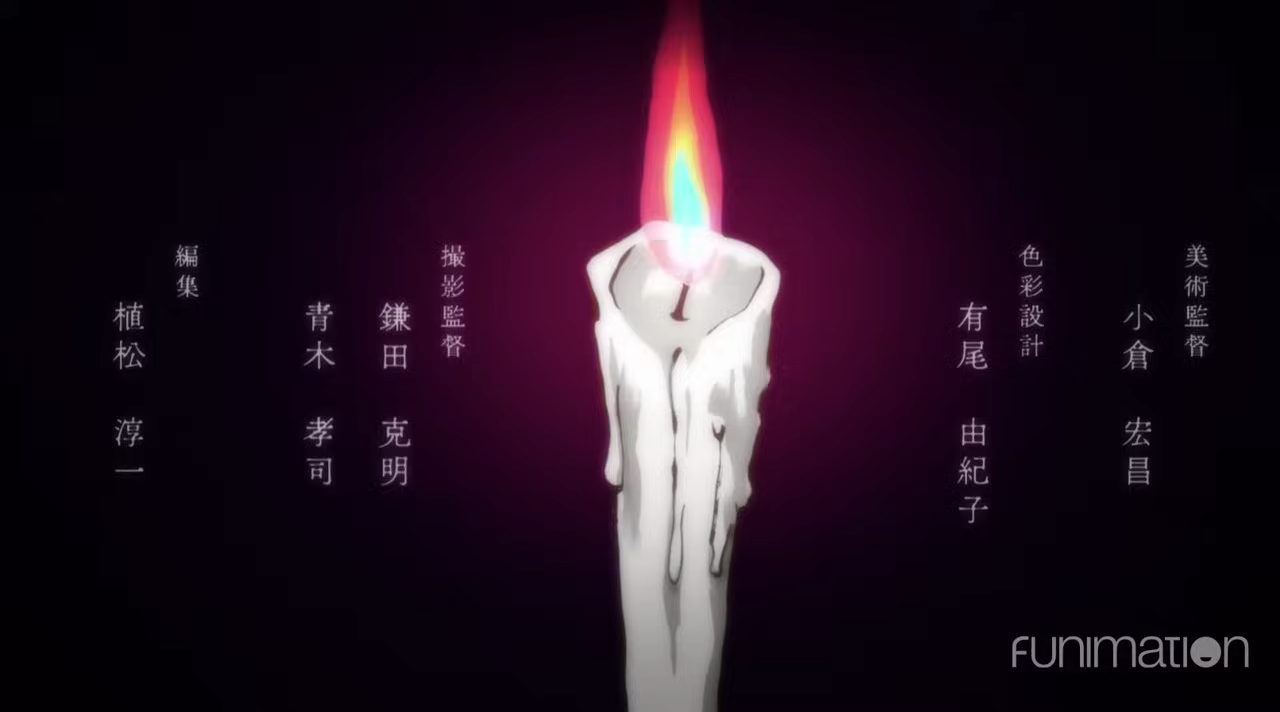 美術監督
小倉 宏昌
色彩設計
有尾 由紀子
撮影監督
鎌田 克明
青木 孝司
編集
植松 淳一
FUNIMATION